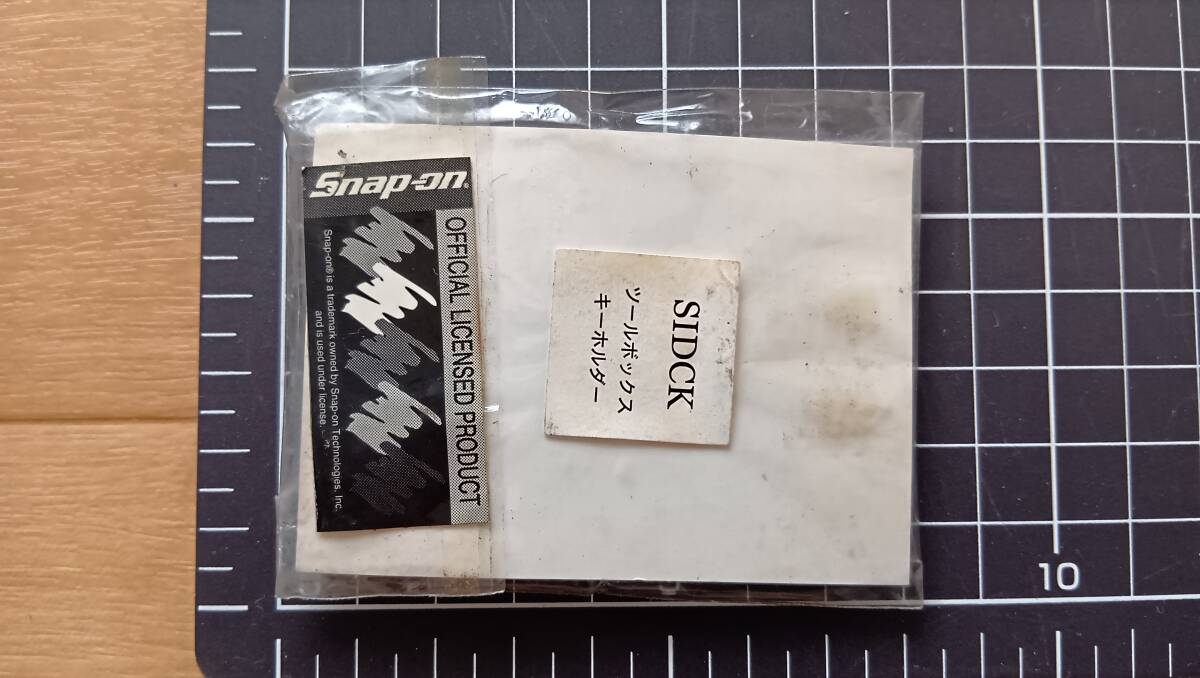 Snap-on
OFFICIAL LICENSED PRODUCT
Snap-on® is a trademark owned by Snap-on Technologies, Inc.
and is used under license.
SIDCK
ツールボックス
キーホルダー
10